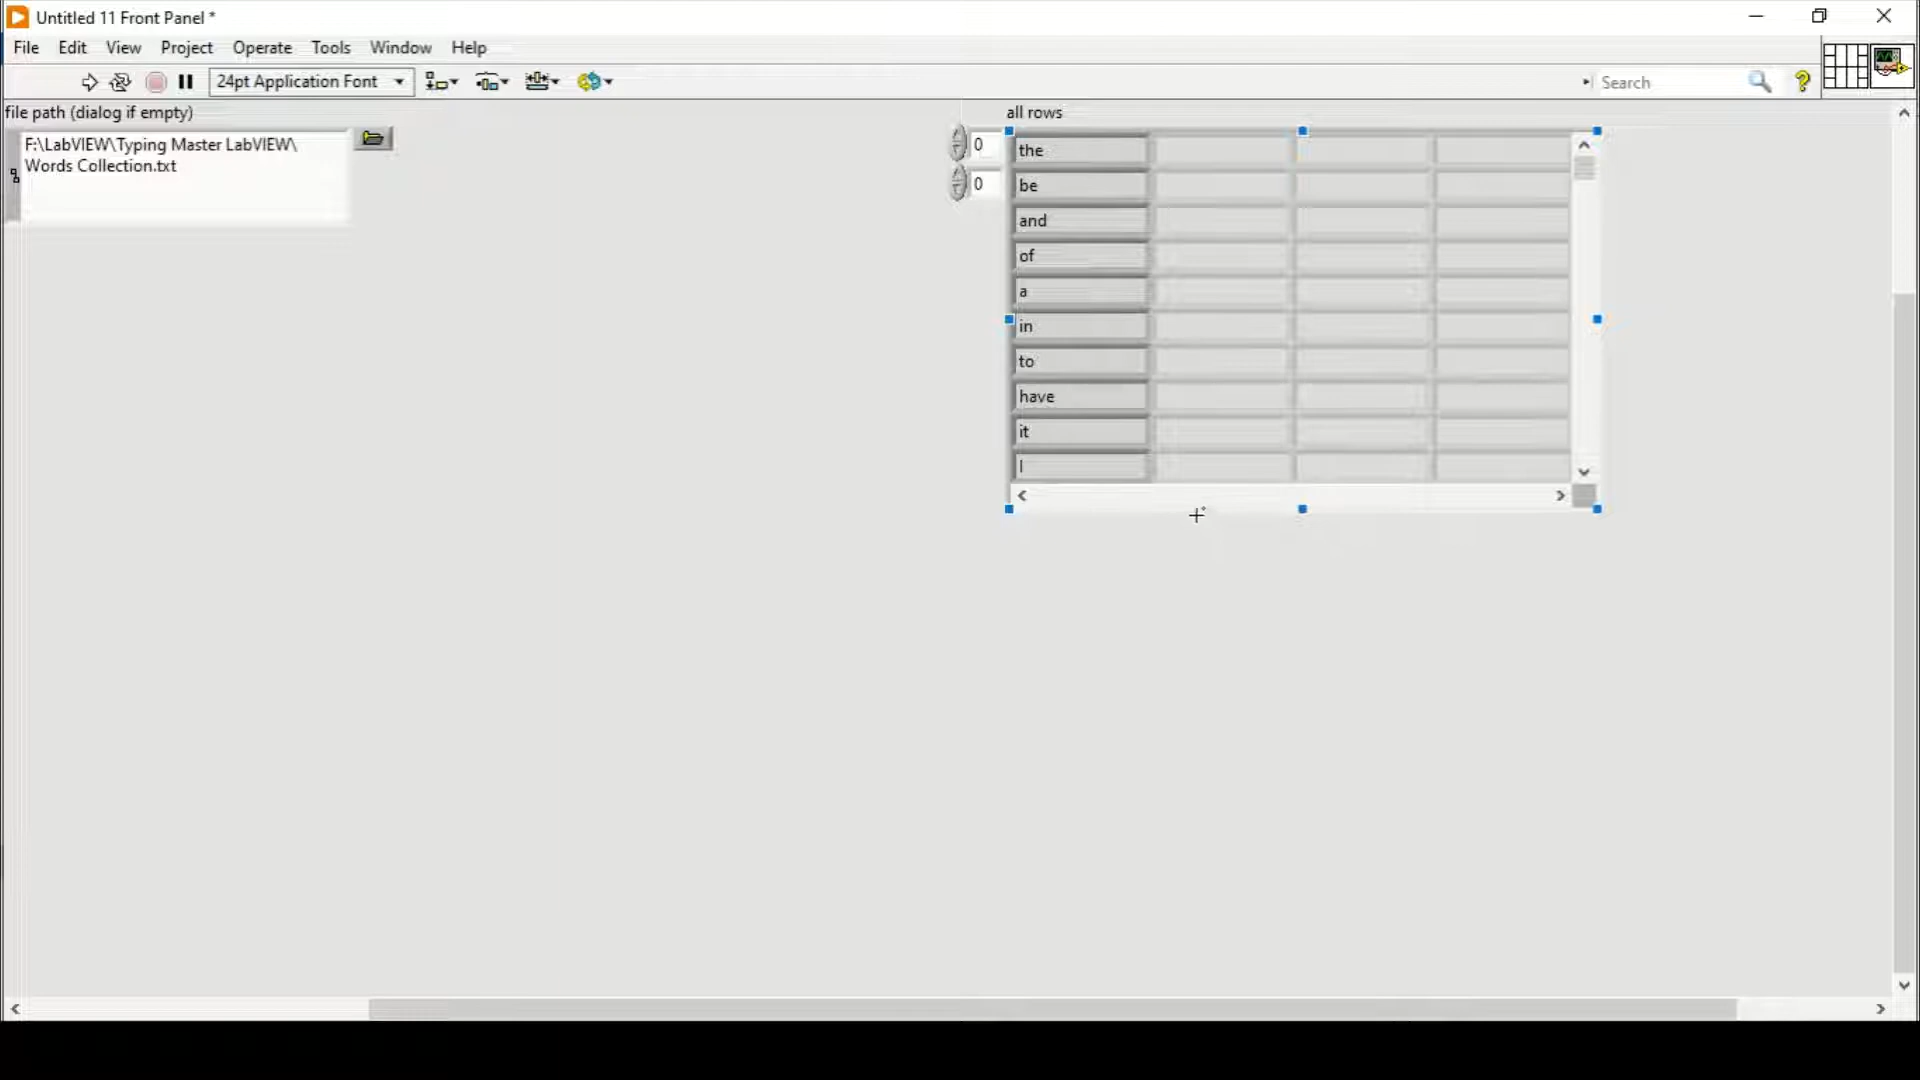 Untitled 11 Front Panel *
File Edit View Project Operate Tools Window Help
24pt Application Font
Search
?
file path (dialog if empty)
F:\LabVIEW\Typing Master LabVIEW\
Words Collection.txt
all rows
0
0
the
be
and
of
a
in
to
have
it
I